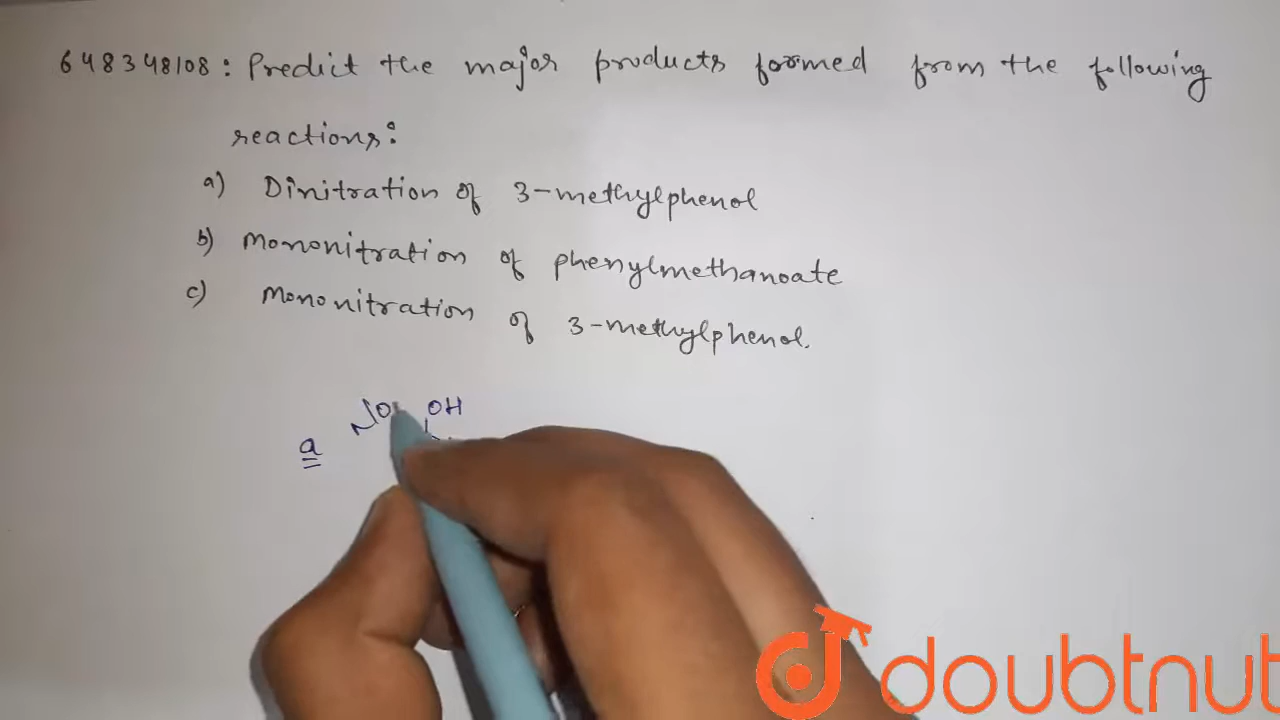 648348108: Predict the major products formed from the following
reactions:
a) Dinitration of 3-methylphenol
b) Mononitration of phenylmethanoate
c) Mononitration of 3-methylphenol.
NO OH
a
doubtnut